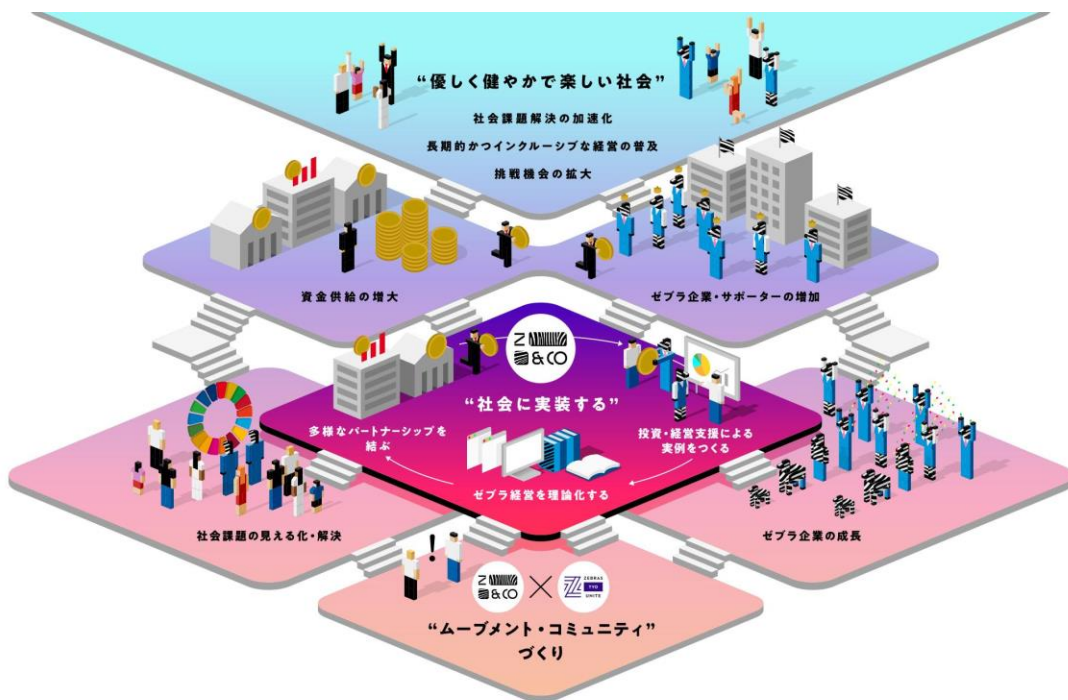 “優しく健やかで楽しい社会”
社会課題解決の加速化
長期的かつインクルーシブな経営の普及
挑戦機会の拡大
資金供給の増大
ゼブラ企業・サポーターの増加
Z
&CO
“社会に実装する”
多様なパートナーシップを
結ぶ
投資・経営支援による
実例をつくる
ゼブラ経営を理論化する
社会課題の見える化・解決
ゼブラ企業の成長
!
Z
&CO
×
ZEBRAS
TYO
UNITE
“ムーブメント・コミュニティ”
づくり